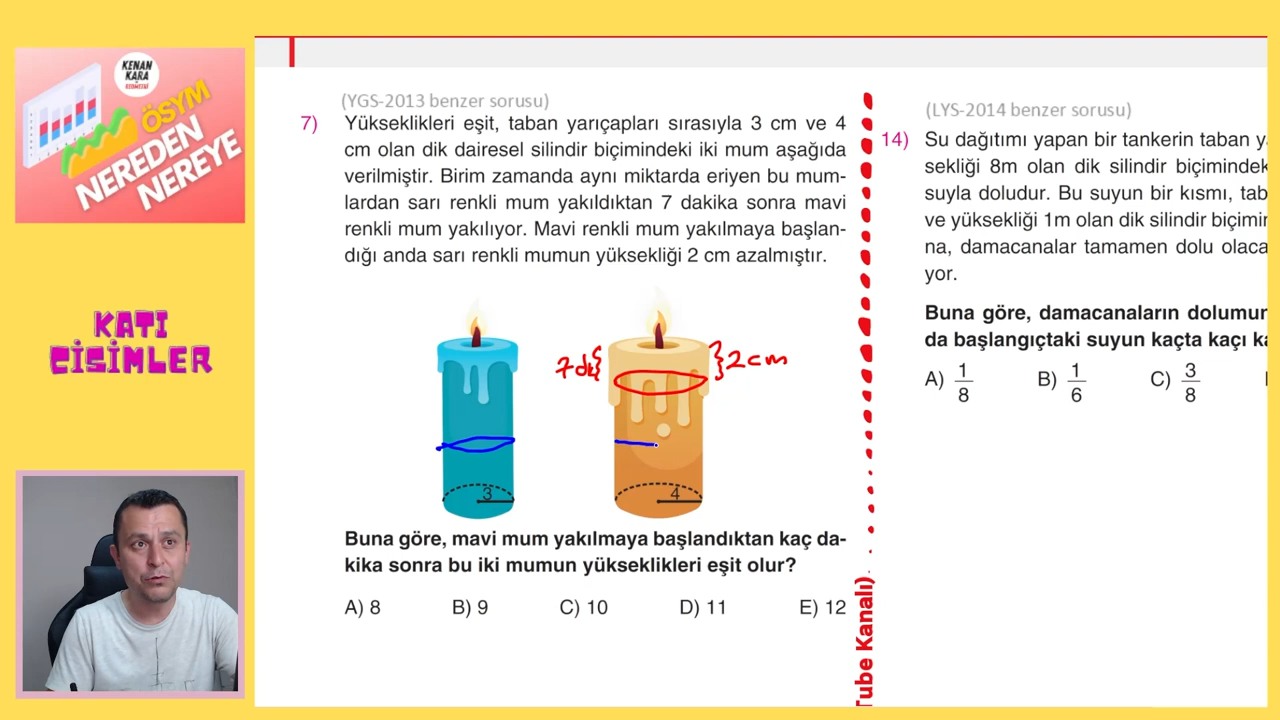 KENAN
KARA
ÖSYM
NEREDEN
NEREYE
KATI
CİSİMLER
(YGS-2013 benzer sorusu)
7) Yükseklikleri eşit, taban yarıçapları sırasıyla 3 cm ve 4
cm olan dik dairesel silindir biçimindeki iki mum aşağıda
verilmiştir. Birim zamanda aynı miktarda eriyen bu mum-
lardan sarı renkli mum yakıldıktan 7 dakika sonra mavi
renkli mum yakılıyor. Mavi renkli mum yakılmaya başlan-
dığı anda sarı renkli mumun yüksekliği 2 cm azalmıştır.
7dk
2cm
3
4
Buna göre, mavi mum yakılmaya başlandıktan kaç da-
kika sonra bu iki mumun yükseklikleri eşit olur?
A) 8 B) 9 C) 10 D) 11 E) 12
Tube Kanalı)
(LYS-2014 benzer sorusu)
14) Su dağıtımı yapan bir tankerin taban y
sekliği 8m olan dik silindir biçimindek
suyla doludur. Bu suyun bir kısmı, tab
ve yüksekliği 1m olan dik silindir biçimin
na, damacanalar tamamen dolu olaca
yor.
Buna göre, damacanaların dolumur
da başlangıçtaki suyun kaçta kaçı ka
A) 1/8 B) 1/6 C) 3/8